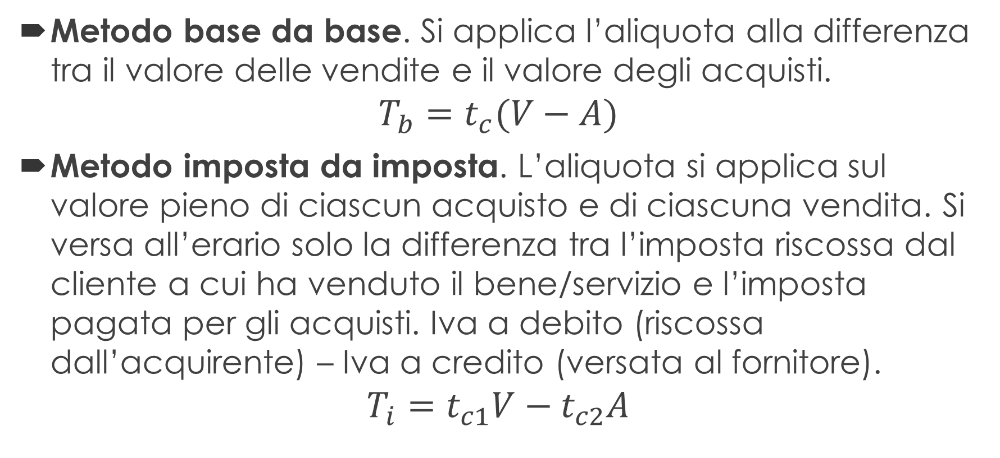 Metodo base da base. Si applica l’aliquota alla differenza
tra il valore delle vendite e il valore degli acquisti.
T_b = t_c(V − A)
Metodo imposta da imposta. L’aliquota si applica sul
valore pieno di ciascun acquisto e di ciascuna vendita. Si
versa all’erario solo la differenza tra l’imposta riscossa dal
cliente a cui ha venduto il bene/servizio e l’imposta
pagata per gli acquisti. Iva a debito (riscossa
dall’acquirente) – Iva a credito (versata al fornitore).
T_i = t_{c1}V − t_{c2}A